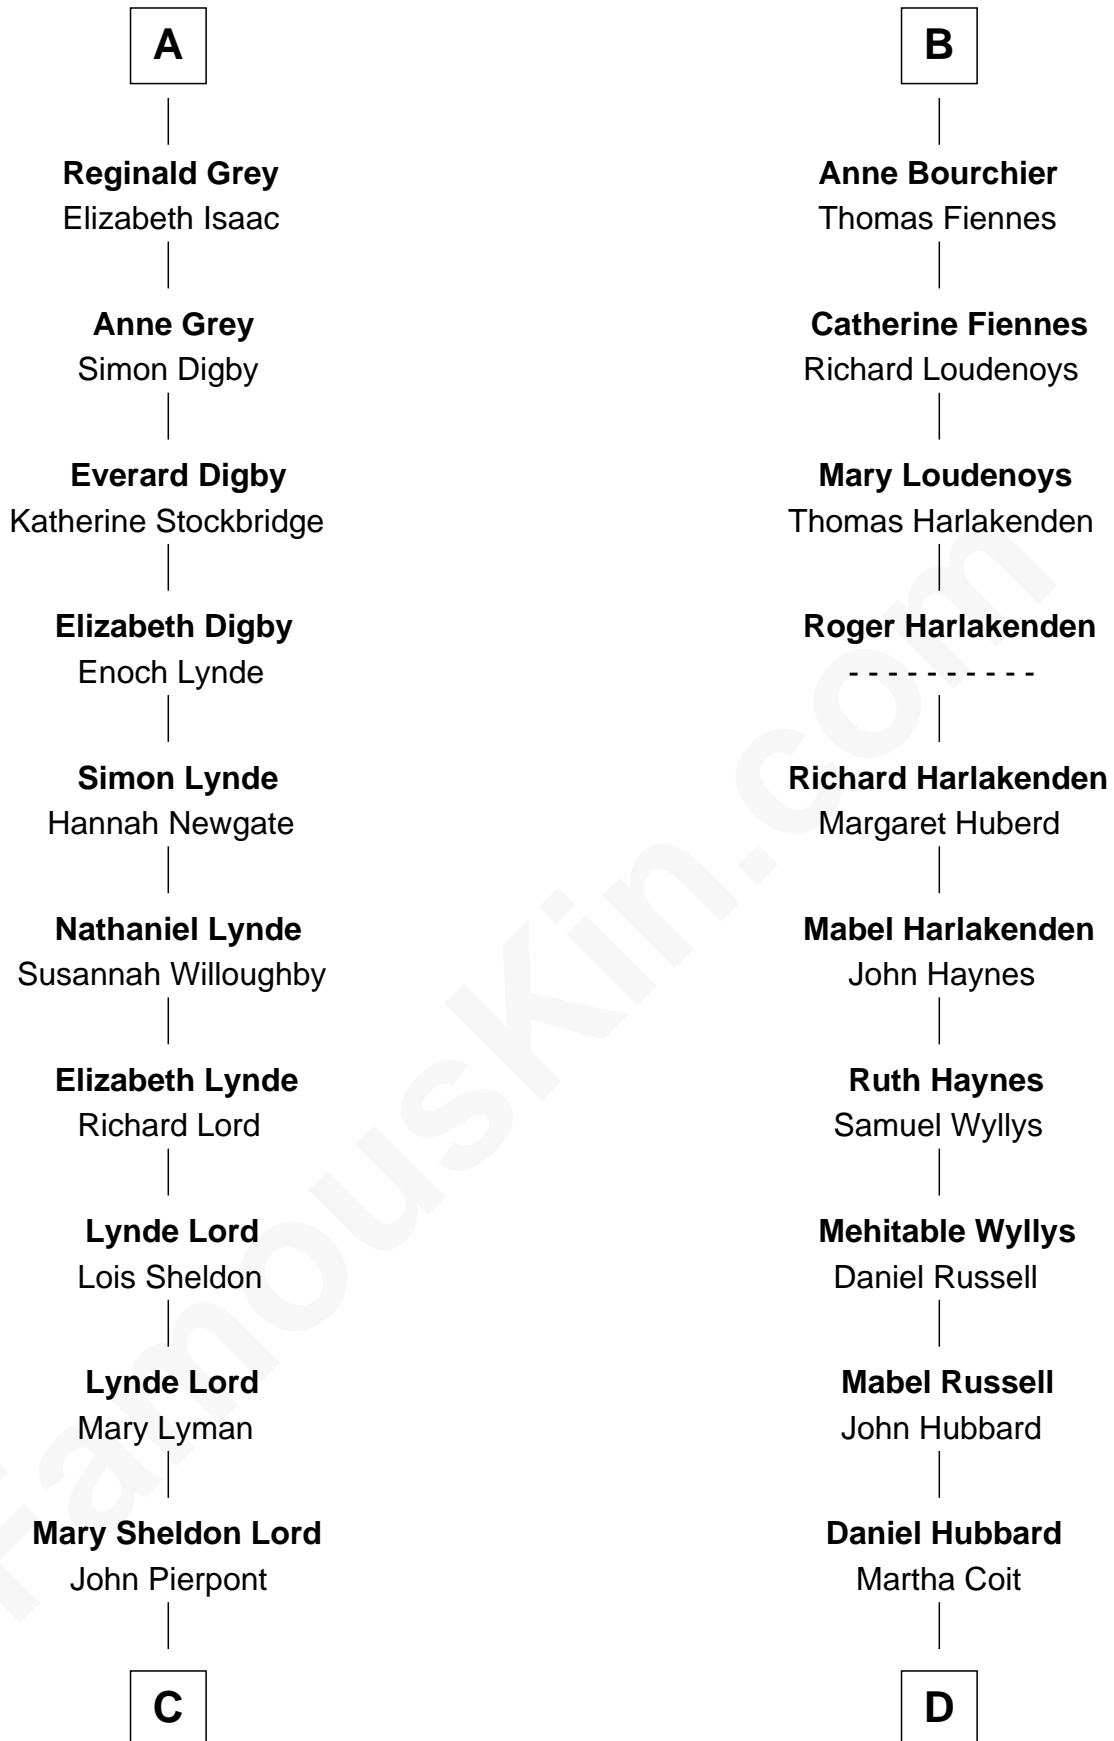 A
Reginald Grey
Elizabeth Isaac
Anne Grey
Simon Digby
Everard Digby
Katherine Stockbridge
Elizabeth Digby
Enoch Lynde
Simon Lynde
Hannah Newgate
Nathaniel Lynde
Susannah Willoughby
Elizabeth Lynde
Richard Lord
Lynde Lord
Lois Sheldon
Lynde Lord
Mary Lyman
Mary Sheldon Lord
John Pierpont
C
B
Anne Bourchier
Thomas Fiennes
Catherine Fiennes
Richard Loudenoys
Mary Loudenoys
Thomas Harlakenden
Roger Harlakenden
- - - - - - - - - -
Richard Harlakenden
Margaret Huberd
Mabel Harlakenden
John Haynes
Ruth Haynes
Samuel Wyllys
Mehitable Wyllys
Daniel Russell
Mabel Russell
John Hubbard
Daniel Hubbard
Martha Coit
D
FamousKin.com